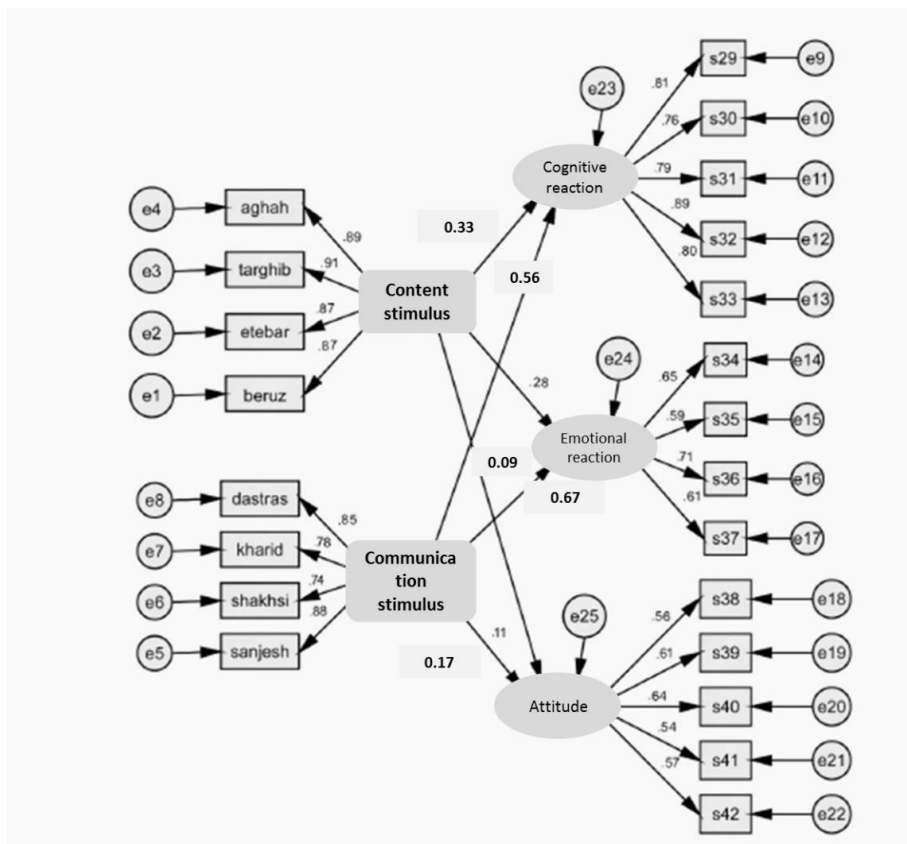 s29
e9
e23
.81
s30
e10
.76
Cognitive
reaction
.79
s31
e11
e4
aghah
.89
0.33
.89
s32
e12
.80
e3
targhib
.91
0.56
s33
e13
Content
stimulus
.87
e2
etebar
.87
e24
.65
s34
e14
e1
beruz
.28
.59
s35
e15
Emotional
reaction
0.09
.71
s36
e16
0.67
.61
e8
dastras
.85
s37
e17
e7
kharid
.78
Communica
tion
stimulus
e6
shakhsi
.74
.88
e25
.56
s38
e18
e5
sanjesh
.11
.61
s39
e19
0.17
.64
s40
e20
Attitude
.54
s41
e21
.57
s42
e22